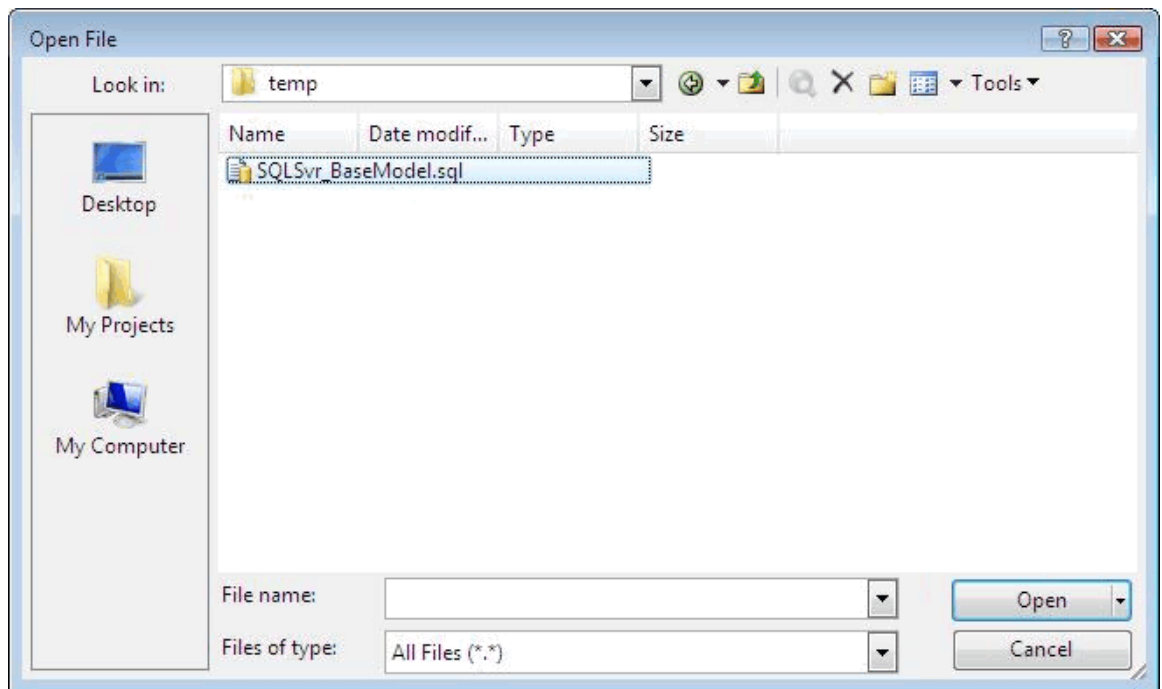 Open File
Look in: temp Tools
Name Date modif... Type Size
SQLSvr_BaseModel.sql
Desktop
My Projects
My Computer
File name:
Open
Files of type: All Files (*.*)
Cancel